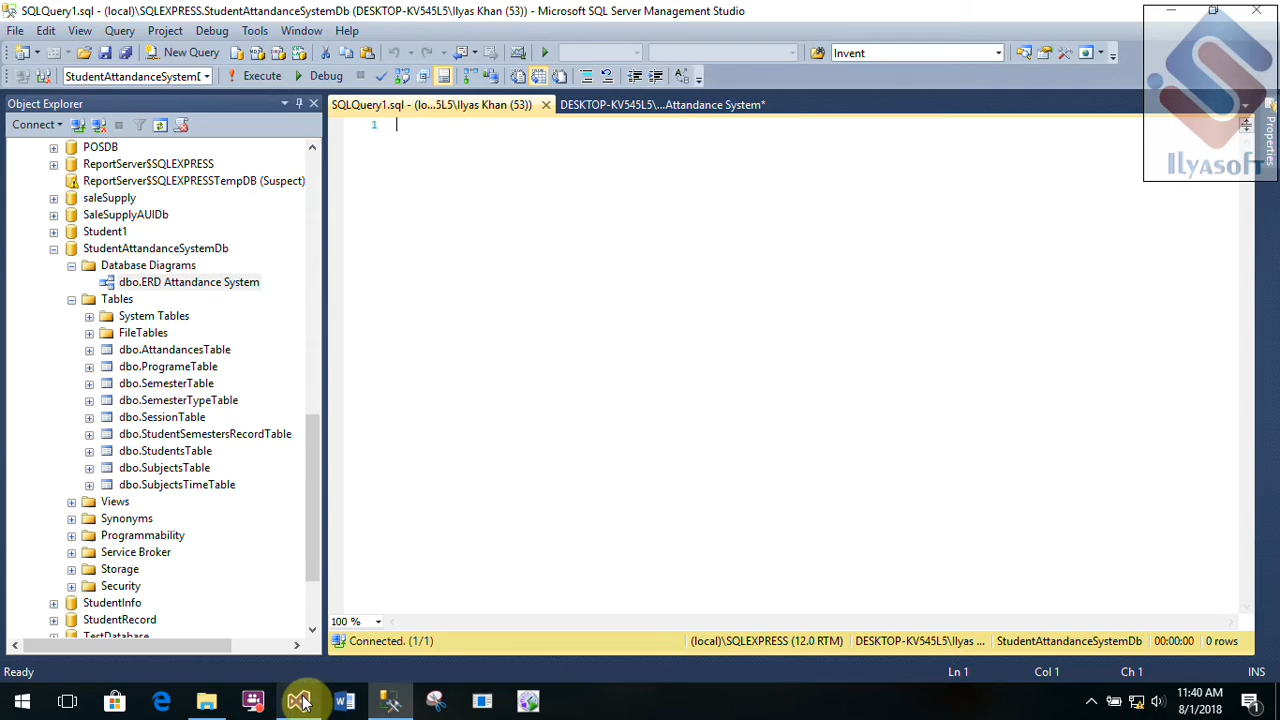 SQLQuery1.sql - (local)\SQLEXPRESS.StudentAttandanceSystemDb (DESKTOP-KV545L5\Ilyas Khan (53)) - Microsoft SQL Server Management Studio
File Edit View Query Project Debug Tools Window Help
New Query Invent
StudentAttandanceSystemD Execute Debug
Object Explorer
SQLQuery1.sql - (lo...5L5\Ilyas Khan (53)) DESKTOP-KV545L5\...Attandance System*
Properties
Connect
1
Ilyasoft
POSDB
ReportServer$SQLEXPRESS
ReportServer$SQLEXPRESSTempDB (Suspect)
saleSupply
SaleSupplyAUIDb
Student1
StudentAttandanceSystemDb
Database Diagrams
dbo.ERD Attandance System
Tables
System Tables
FileTables
dbo.AttandancesTable
dbo.ProgrameTable
dbo.SemesterTable
dbo.SemesterTypeTable
dbo.SessionTable
dbo.StudentSemestersRecordTable
dbo.StudentsTable
dbo.SubjectsTable
dbo.SubjectsTimeTable
Views
Synonyms
Programmability
Service Broker
Storage
Security
StudentInfo
StudentRecord
TestDatabase
100 %
Connected. (1/1) (local)\SQLEXPRESS (12.0 RTM) DESKTOP-KV545L5\Ilyas ... StudentAttandanceSystemDb 00:00:00 0 rows
Ready Ln 1 Col 1 Ch 1 INS
11:40 AM
8/1/2018